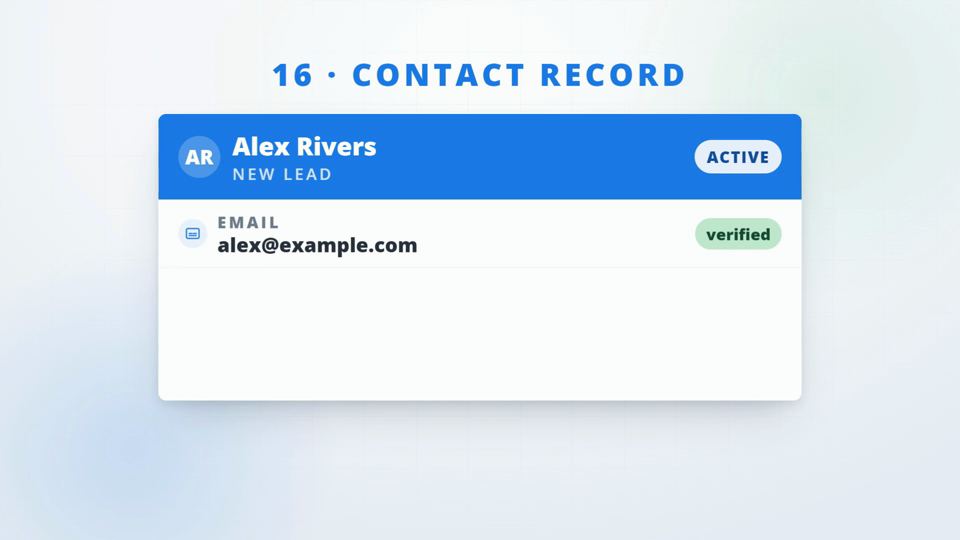 16 · CONTACT RECORD
AR
Alex Rivers
NEW LEAD
ACTIVE
EMAIL
alex@example.com
verified